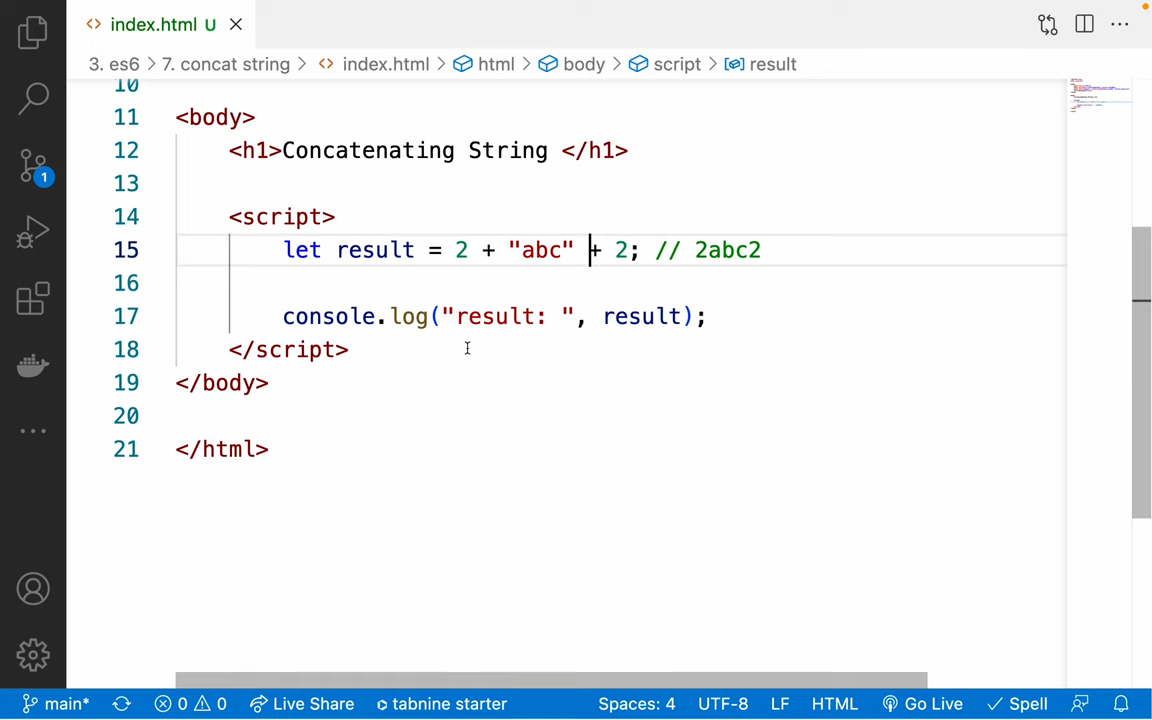 index.html U
3. es6 > 7. concat string > index.html > html > body > script > result
10
11 <body>
12 <h1>Concatenating String </h1>
13
14 <script>
15 let result = 2 + "abc" + 2; // 2abc2
16
17 console.log("result: ", result);
18 </script>
19 </body>
20
21 </html>
1
main* 0 0 Live Share tabnine starter Spaces: 4 UTF-8 LF HTML Go Live Spell